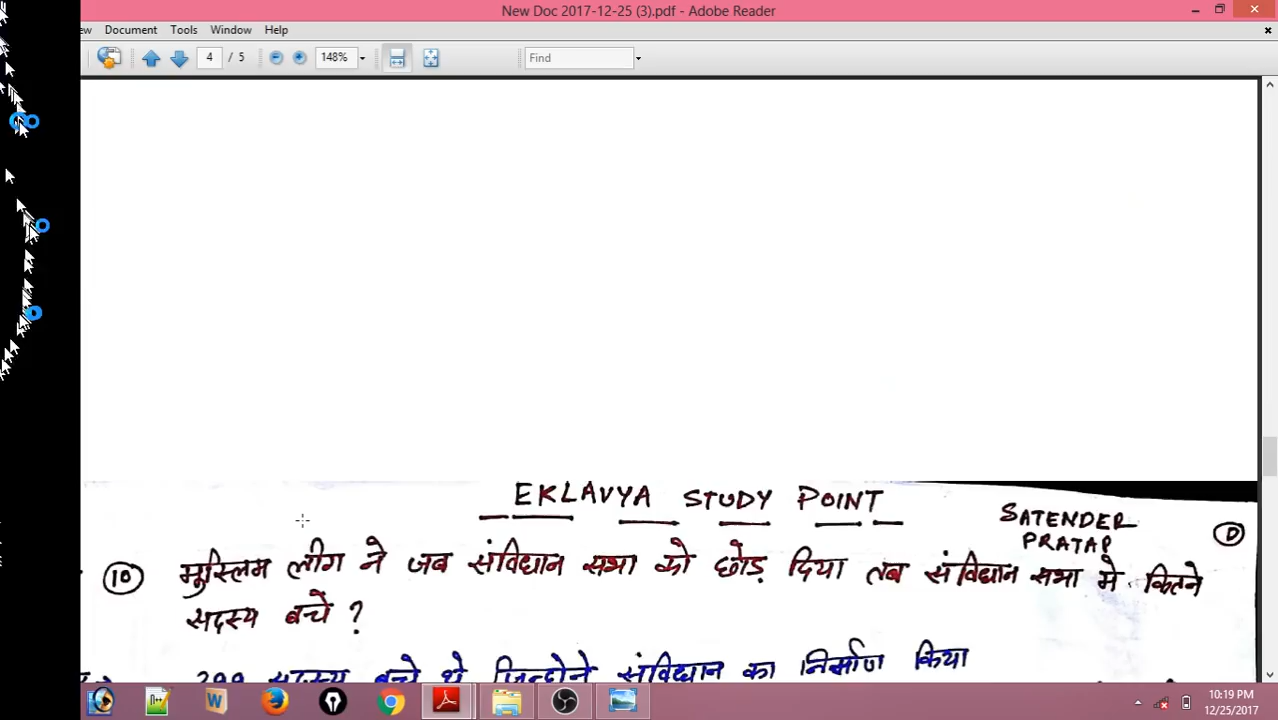 New Doc 2017-12-25 (3).pdf - Adobe Reader
ew Document Tools Window Help
4 / 5 148% Find
EKLAVYA STUDY POINT
SATENDER
PRATAP
D
10 मुस्लिम लीग ने जब संविधान सभा को छोड़ दिया तब संविधान सभा मे कितने
सदस्य बचे ?
299 सदस्य बचे थे जिन्होने संविधान का निर्माण किया
10:19 PM
12/25/2017